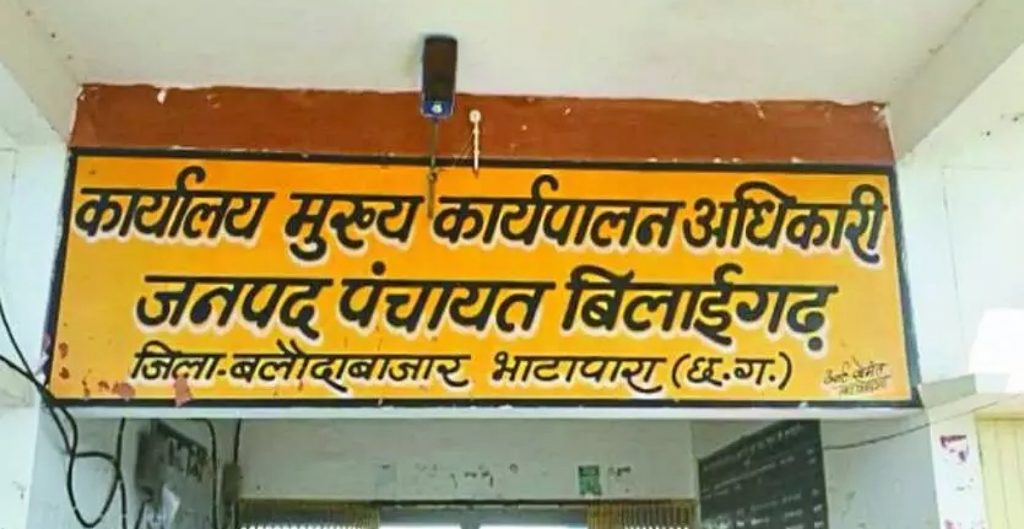 कार्यालय मुख्य कार्यपालन अधिकारी
जनपद पंचायत बिलाईगढ़
जिला-बलौदाबाजार भाटापारा (छ.ग.)